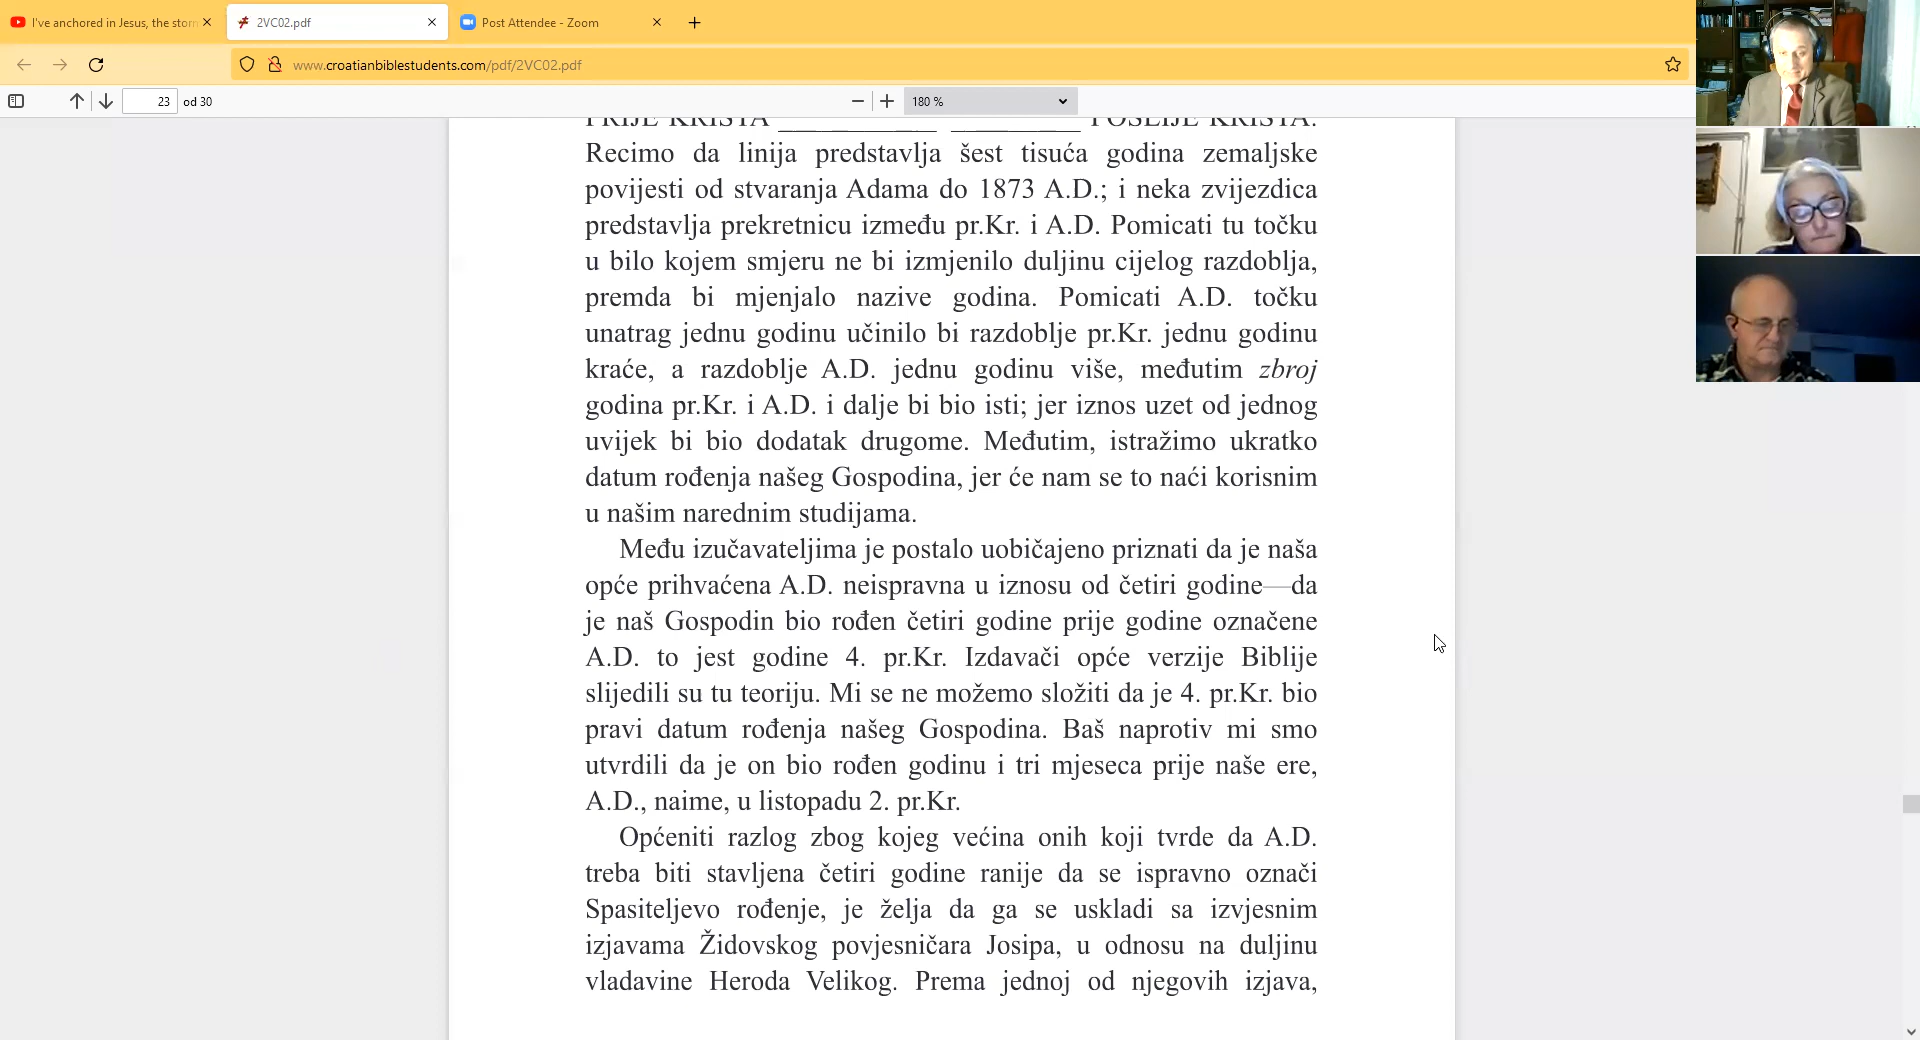 I've anchored in Jesus, the storm
2VC02.pdf
Post Attendee - Zoom
www.croatianbiblestudents.com/pdf/2VC02.pdf
23 od 30
180 %
PRIJE KRISTA ___________ _________ POSLIJE KRISTA.
Recimo da linija predstavlja šest tisuća godina zemaljske
povijesti od stvaranja Adama do 1873 A.D.; i neka zvijezdica
predstavlja prekretnicu između pr.Kr. i A.D. Pomicati tu točku
u bilo kojem smjeru ne bi izmjenilo duljinu cijelog razdoblja,
premda bi mjenjalo nazive godina. Pomicati A.D. točku
unatrag jednu godinu učinilo bi razdoblje pr.Kr. jednu godinu
kraće, a razdoblje A.D. jednu godinu više, međutim zbroj
godina pr.Kr. i A.D. i dalje bi bio isti; jer iznos uzet od jednog
uvijek bi bio dodatak drugome. Međutim, istražimo ukratko
datum rođenja našeg Gospodina, jer će nam se to naći korisnim
u našim narednim studijama.
Među izučavateljima je postalo uobičajeno priznati da je naša
opće prihvaćena A.D. neispravna u iznosu od četiri godine—da
je naš Gospodin bio rođen četiri godine prije godine označene
A.D. to jest godine 4. pr.Kr. Izdavači opće verzije Biblije
slijedili su tu teoriju. Mi se ne možemo složiti da je 4. pr.Kr. bio
pravi datum rođenja našeg Gospodina. Baš naprotiv mi smo
utvrdili da je on bio rođen godinu i tri mjeseca prije naše ere,
A.D., naime, u listopadu 2. pr.Kr.
Općeniti razlog zbog kojeg većina onih koji tvrde da A.D.
treba biti stavljena četiri godine ranije da se ispravno označi
Spasiteljevo rođenje, je želja da ga se uskladi sa izvjesnim
izjavama Židovskog povjesničara Josipa, u odnosu na duljinu
vladavine Heroda Velikog. Prema jednoj od njegovih izjava,